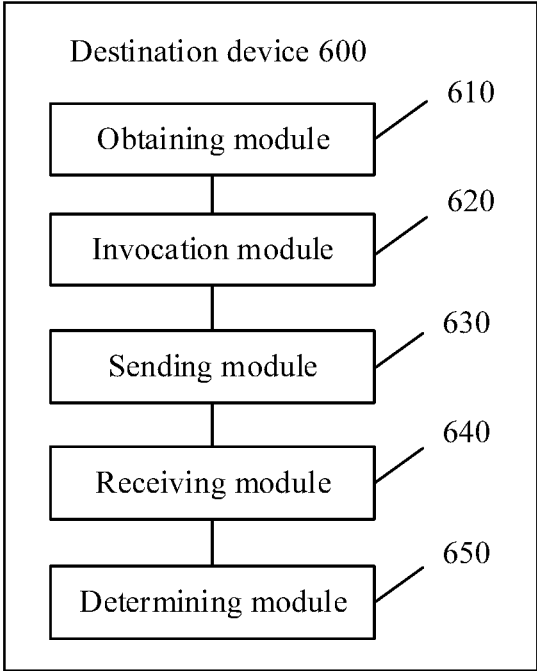 Destination device 600
610
Obtaining module
620
Invocation module
630
Sending module
640
Receiving module
650
Determining module